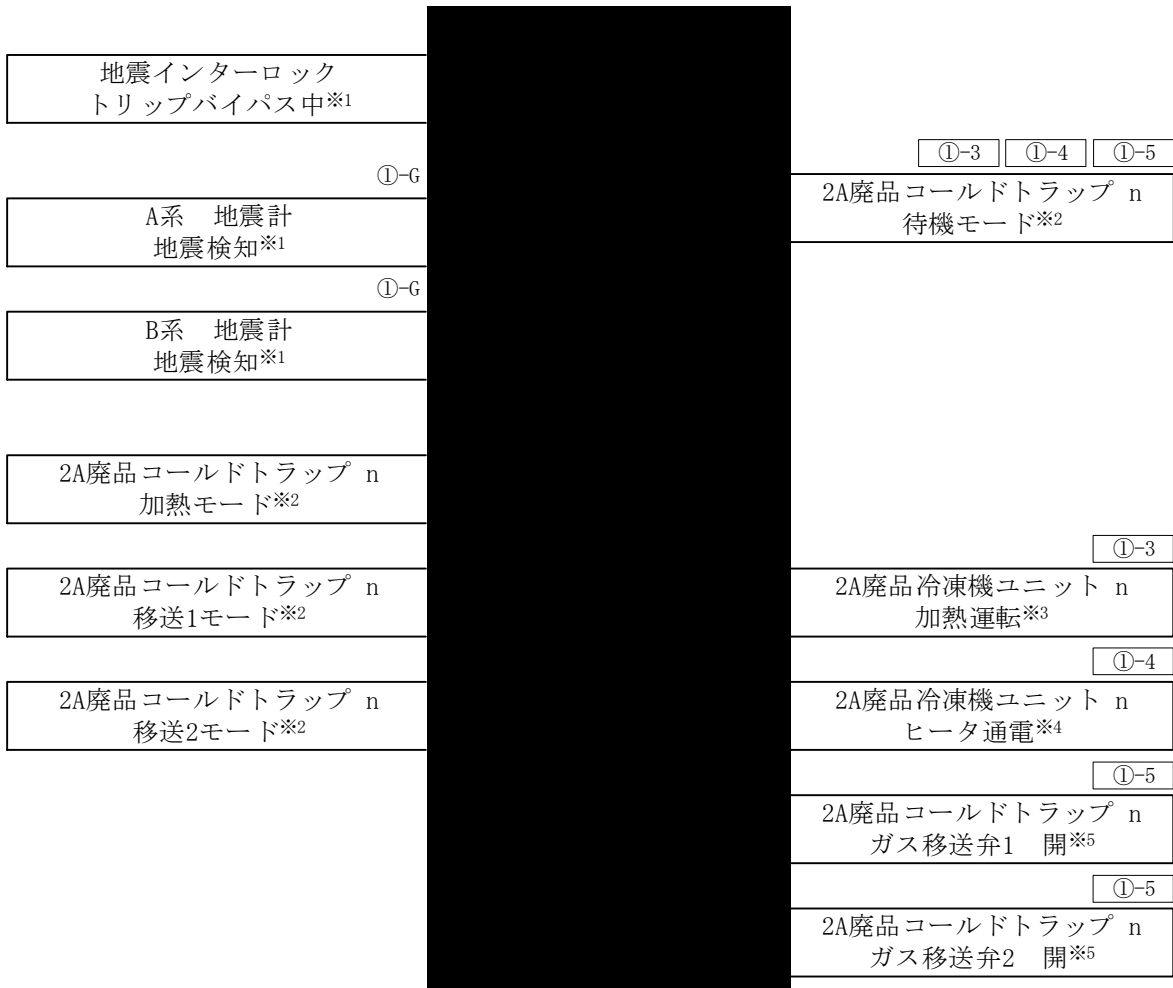 地震インターロック
トリップバイパス中※1
①-G
A系　地震計
地震検知※1
①-G
B系　地震計
地震検知※1
2A廃品コールドトラップ n
加熱モード※2
2A廃品コールドトラップ n
移送1モード※2
2A廃品コールドトラップ n
移送2モード※2
①-3 ①-4 ①-5
2A廃品コールドトラップ n
待機モード※2
①-3
2A廃品冷凍機ユニット n
加熱運転※3
①-4
2A廃品冷凍機ユニット n
ヒータ通電※4
①-5
2A廃品コールドトラップ n
ガス移送弁1　開※5
①-5
2A廃品コールドトラップ n
ガス移送弁2　開※5